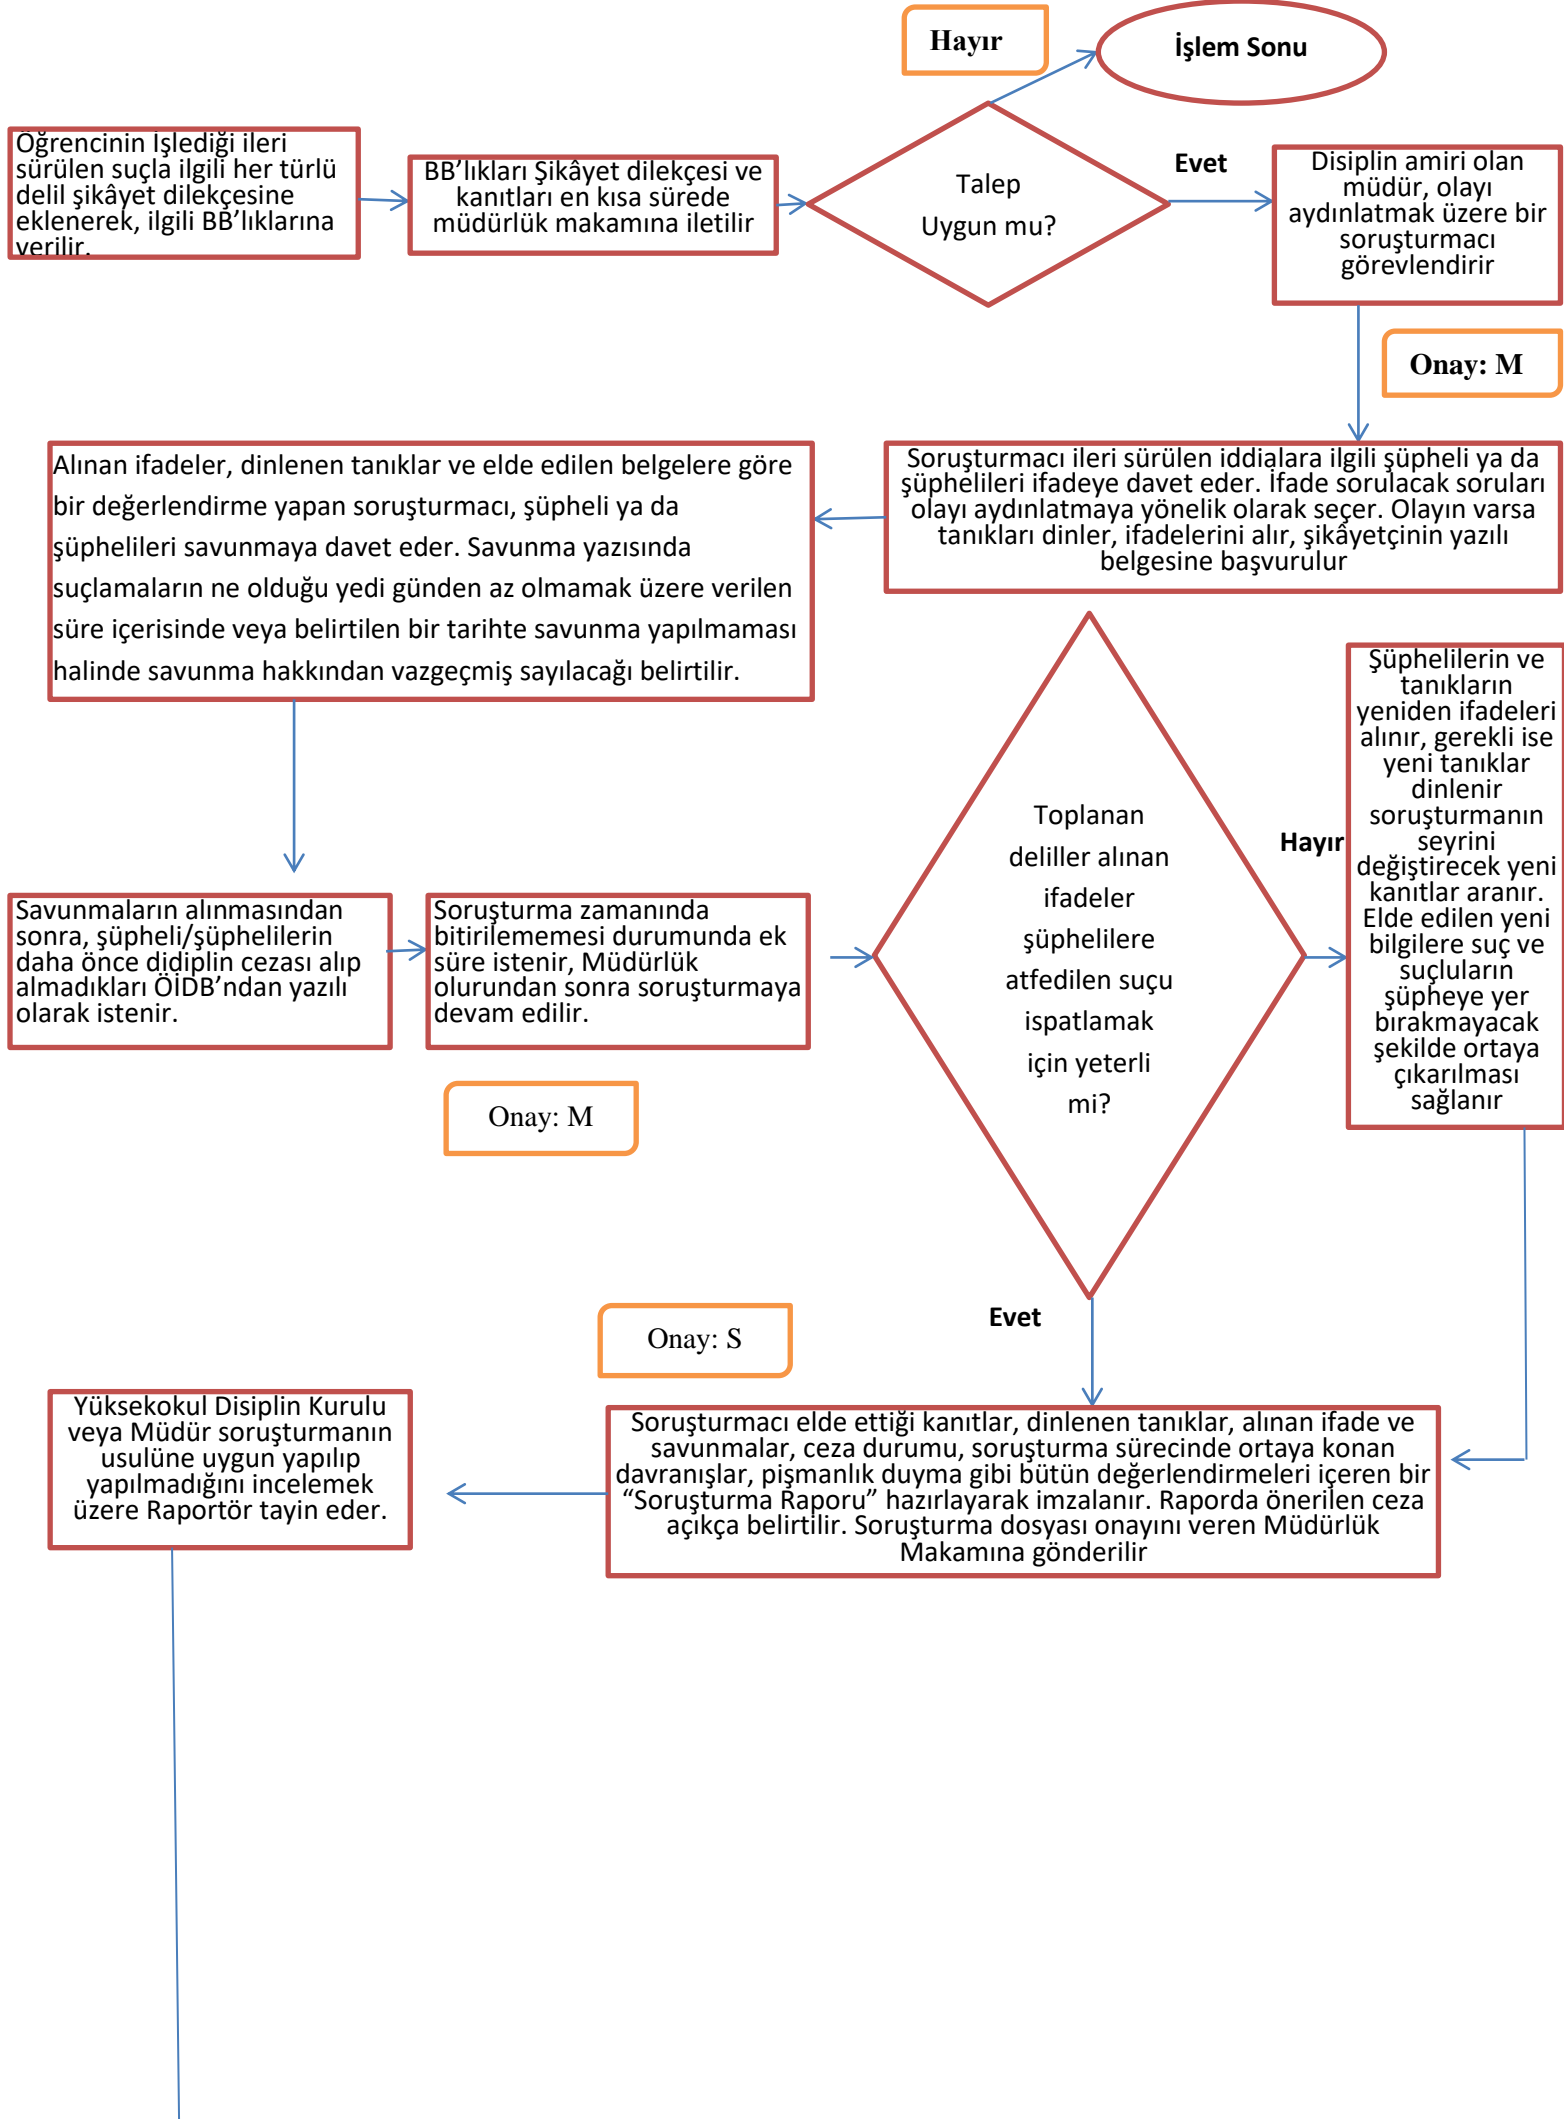 Hayır
İşlem Sonu
Öğrencinin İşlediği ileri
sürülen suçla ilgili her türlü
delil şikâyet dilekçesine
eklenerek, ilgili BB’lıklarına
verilir.
BB’lıkları Şikâyet dilekçesi ve
kanıtları en kısa sürede
müdürlük makamına iletilir
Talep
Uygun mu?
Evet
Disiplin amiri olan
müdür, olayı
aydınlatmak üzere bir
soruşturmacı
görevlendirir
Onay: M
Soruşturmacı ileri sürülen iddialara ilgili şüpheli ya da
şüphelileri ifadeye davet eder. İfade sorulacak soruları
olayı aydınlatmaya yönelik olarak seçer. Olayın varsa
tanıkları dinler, ifadelerini alır, şikâyetçinin yazılı
belgesine başvurulur
Alınan ifadeler, dinlenen tanıklar ve elde edilen belgelere göre
bir değerlendirme yapan soruşturmacı, şüpheli ya da
şüphelileri savunmaya davet eder. Savunma yazısında
suçlamaların ne olduğu yedi günden az olmamak üzere verilen
süre içerisinde veya belirtilen bir tarihte savunma yapılmaması
halinde savunma hakkından vazgeçmiş sayılacağı belirtilir.
Savunmaların alınmasından
sonra, şüpheli/şüphelilerin
daha önce didiplin cezası alıp
almadıkları ÖİDB’ndan yazılı
olarak istenir.
Soruşturma zamanında
bitirilememesi durumunda ek
süre istenir, Müdürlük
olurundan sonra soruşturmaya
devam edilir.
Onay: M
Toplanan
deliller alınan
ifadeler
şüphelilere
atfedilen suçu
ispatlamak
için yeterli
mi?
Hayır
Şüphelilerin ve
tanıkların
yeniden ifadeleri
alınır, gerekli ise
yeni tanıklar
dinlenir
soruşturmanın
seyrini
değiştirecek yeni
kanıtlar aranır.
Elde edilen yeni
bilgilere suç ve
suçluların
şüpheye yer
bırakmayacak
şekilde ortaya
çıkarılması
sağlanır
Evet
Onay: S
Soruşturmacı elde ettiği kanıtlar, dinlenen tanıklar, alınan ifade ve
savunmalar, ceza durumu, soruşturma sürecinde ortaya konan
davranışlar, pişmanlık duyma gibi bütün değerlendirmeleri içeren bir
“Soruşturma Raporu” hazırlayarak imzalanır. Raporda önerilen ceza
açıkça belirtilir. Soruşturma dosyası onayını veren Müdürlük
Makamına gönderilir
Yüksekokul Disiplin Kurulu
veya Müdür soruşturmanın
usulüne uygun yapılıp
yapılmadığını incelemek
üzere Raportör tayin eder.